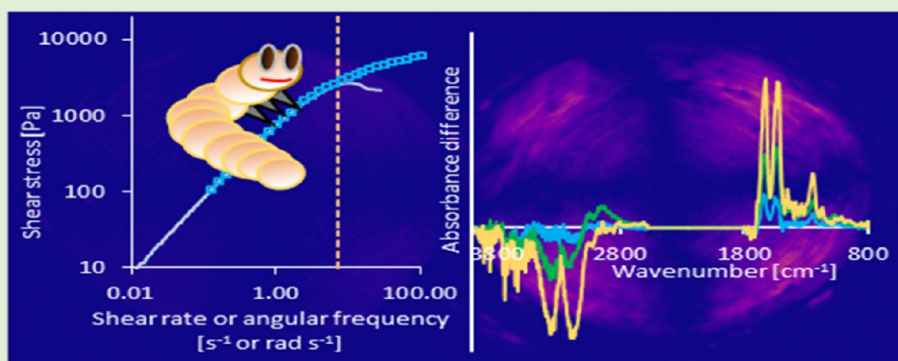 10000
1000
100
10
Shear stress [Pa]
0.01 1.00 100.00
Shear rate or angular frequency
[s⁻¹ or rad s⁻¹]
Absorbance difference
3800 2800 1800 800
Wavenumber [cm⁻¹]